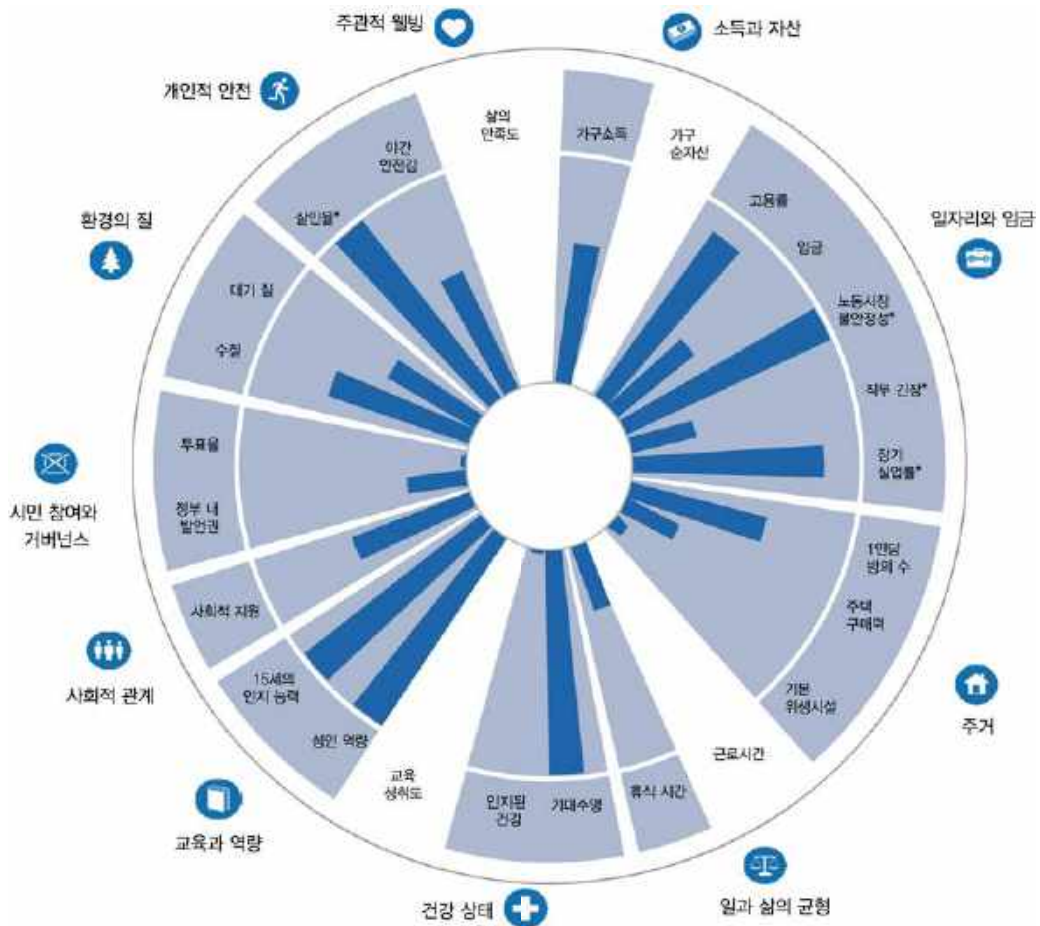 주관적 웰빙
소득과 자산
개인적 안전
삶의
만족도
가구소득
가구
순자산
야간
안전감
살인율*
고용률
임금
환경의 질
일자리와 임금
대기 질
수질
노동시장
불안정성*
직무 긴장*
장기
실업률*
투표율
정부 내
발언권
시민 참여와
거버넌스
1인당
방의 수
주택
구매력
기본
위생시설
주거
사회적 지원
사회적 관계
15세의
인지 능력
성인 역량
교육
성취도
교육과 역량
인지된
건강
기대수명
휴식 시간
근로시간
건강 상태
일과 삶의 균형